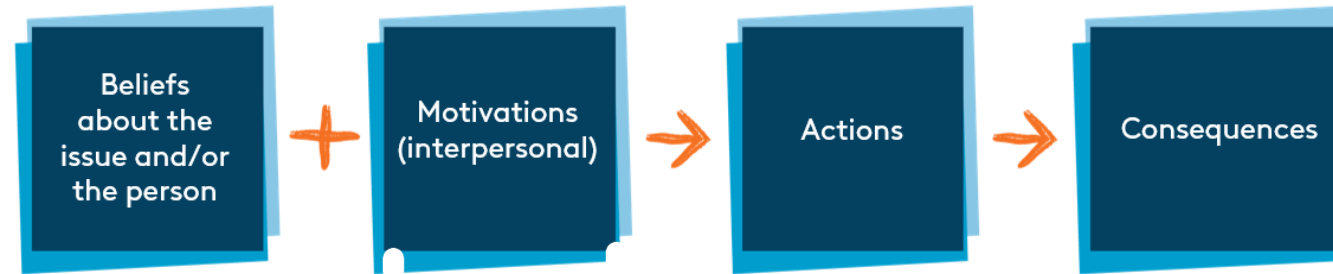 Beliefs
about the
issue and/or
the person
Motivations
(interpersonal)
Actions
Consequences